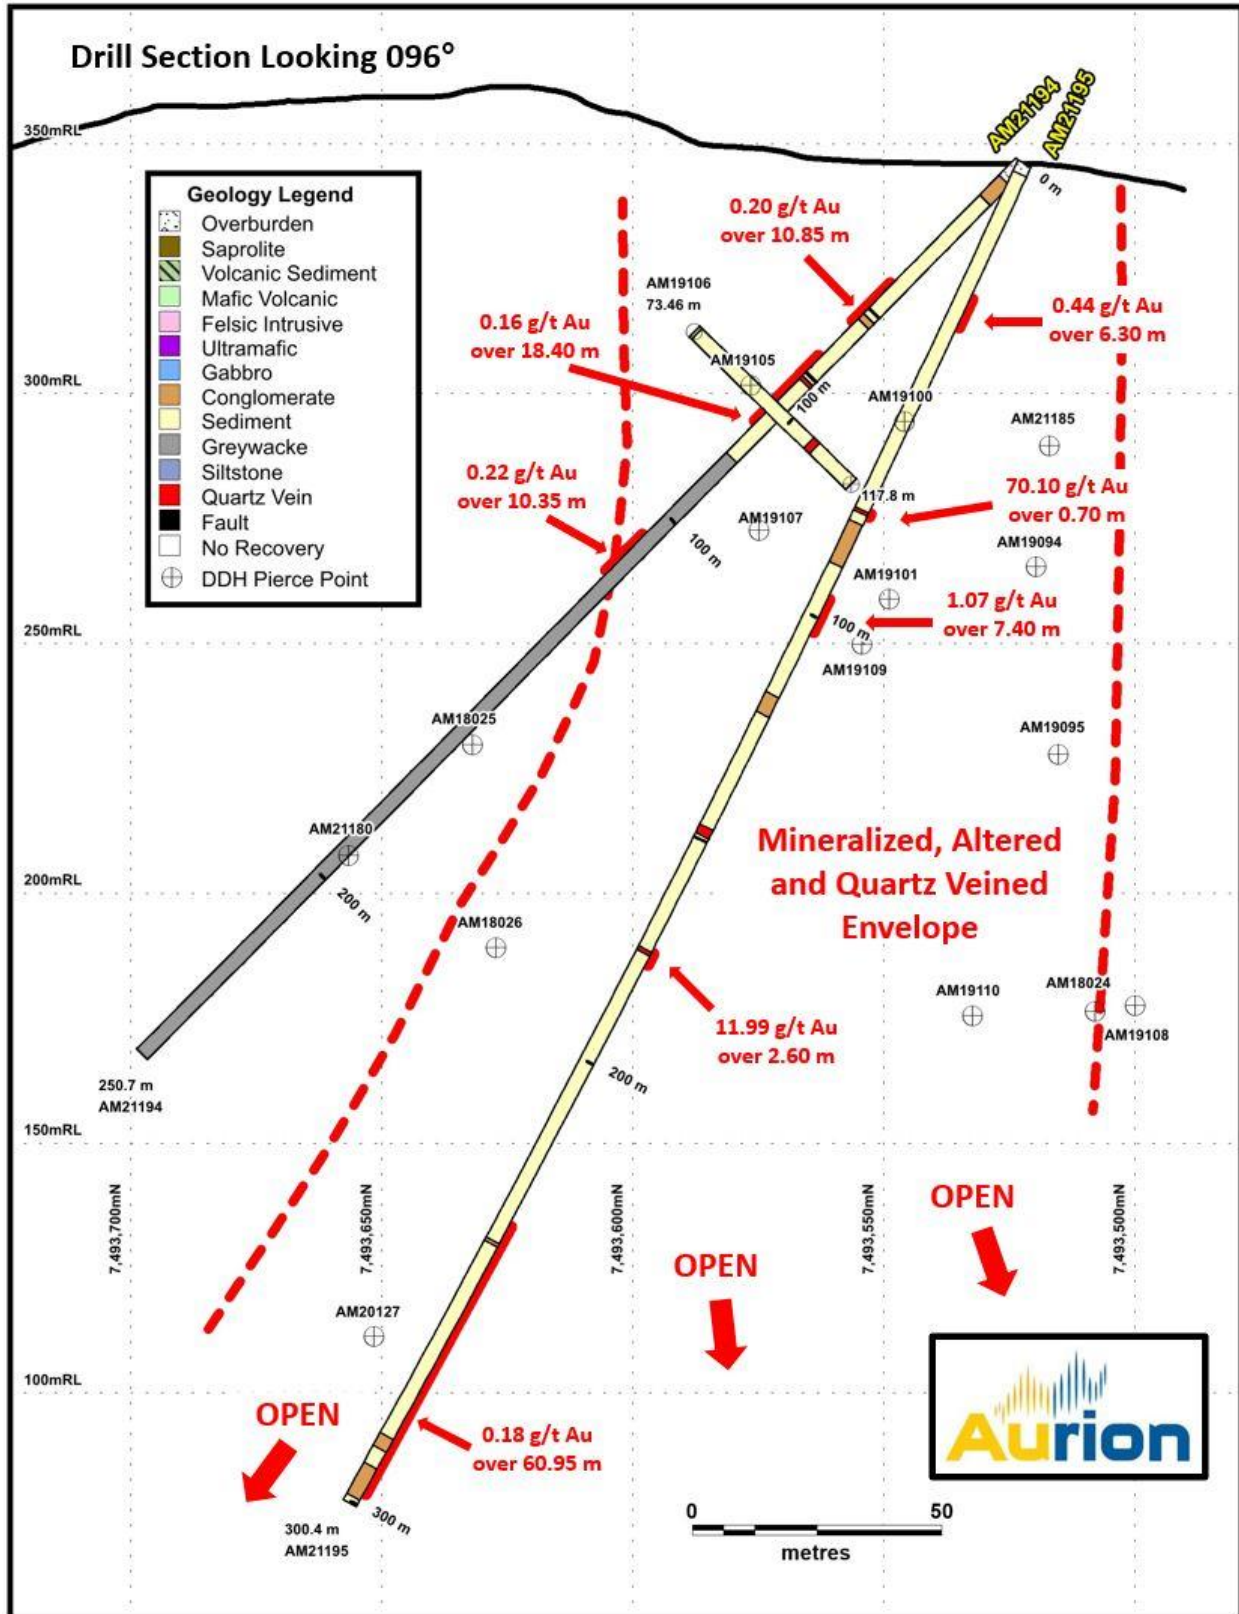 Drill Section Looking 096°
AM21194
AM21195
350mRL
0 m
Geology Legend
Overburden
Saprolite
Volcanic Sediment
Mafic Volcanic
Felsic Intrusive
Ultramafic
Gabbro
Conglomerate
Sediment
Greywacke
Siltstone
Quartz Vein
Fault
No Recovery
DDH Pierce Point
0.20 g/t Au
over 10.85 m
AM19106
73.46 m
0.44 g/t Au
over 6.30 m
0.16 g/t Au
over 18.40 m
AM19105
300mRL
100 m
AM19100
AM21185
0.22 g/t Au
over 10.35 m
117.8 m
70.10 g/t Au
over 0.70 m
AM19107
100 m
AM19094
AM19101
1.07 g/t Au
over 7.40 m
100 m
250mRL
AM19109
AM18025
AM19095
AM21180
Mineralized, Altered
and Quartz Veined
Envelope
200mRL
200 m
AM18026
AM19110
AM18024
AM19108
11.99 g/t Au
over 2.60 m
200 m
250.7 m
AM21194
150mRL
7,493,700mN
7,493,650mN
7,493,600mN
7,493,550mN
7,493,500mN
OPEN
OPEN
AM20127
100mRL
OPEN
0.18 g/t Au
over 60.95 m
Aurion
300 m
300.4 m
AM21195
0 50
metres